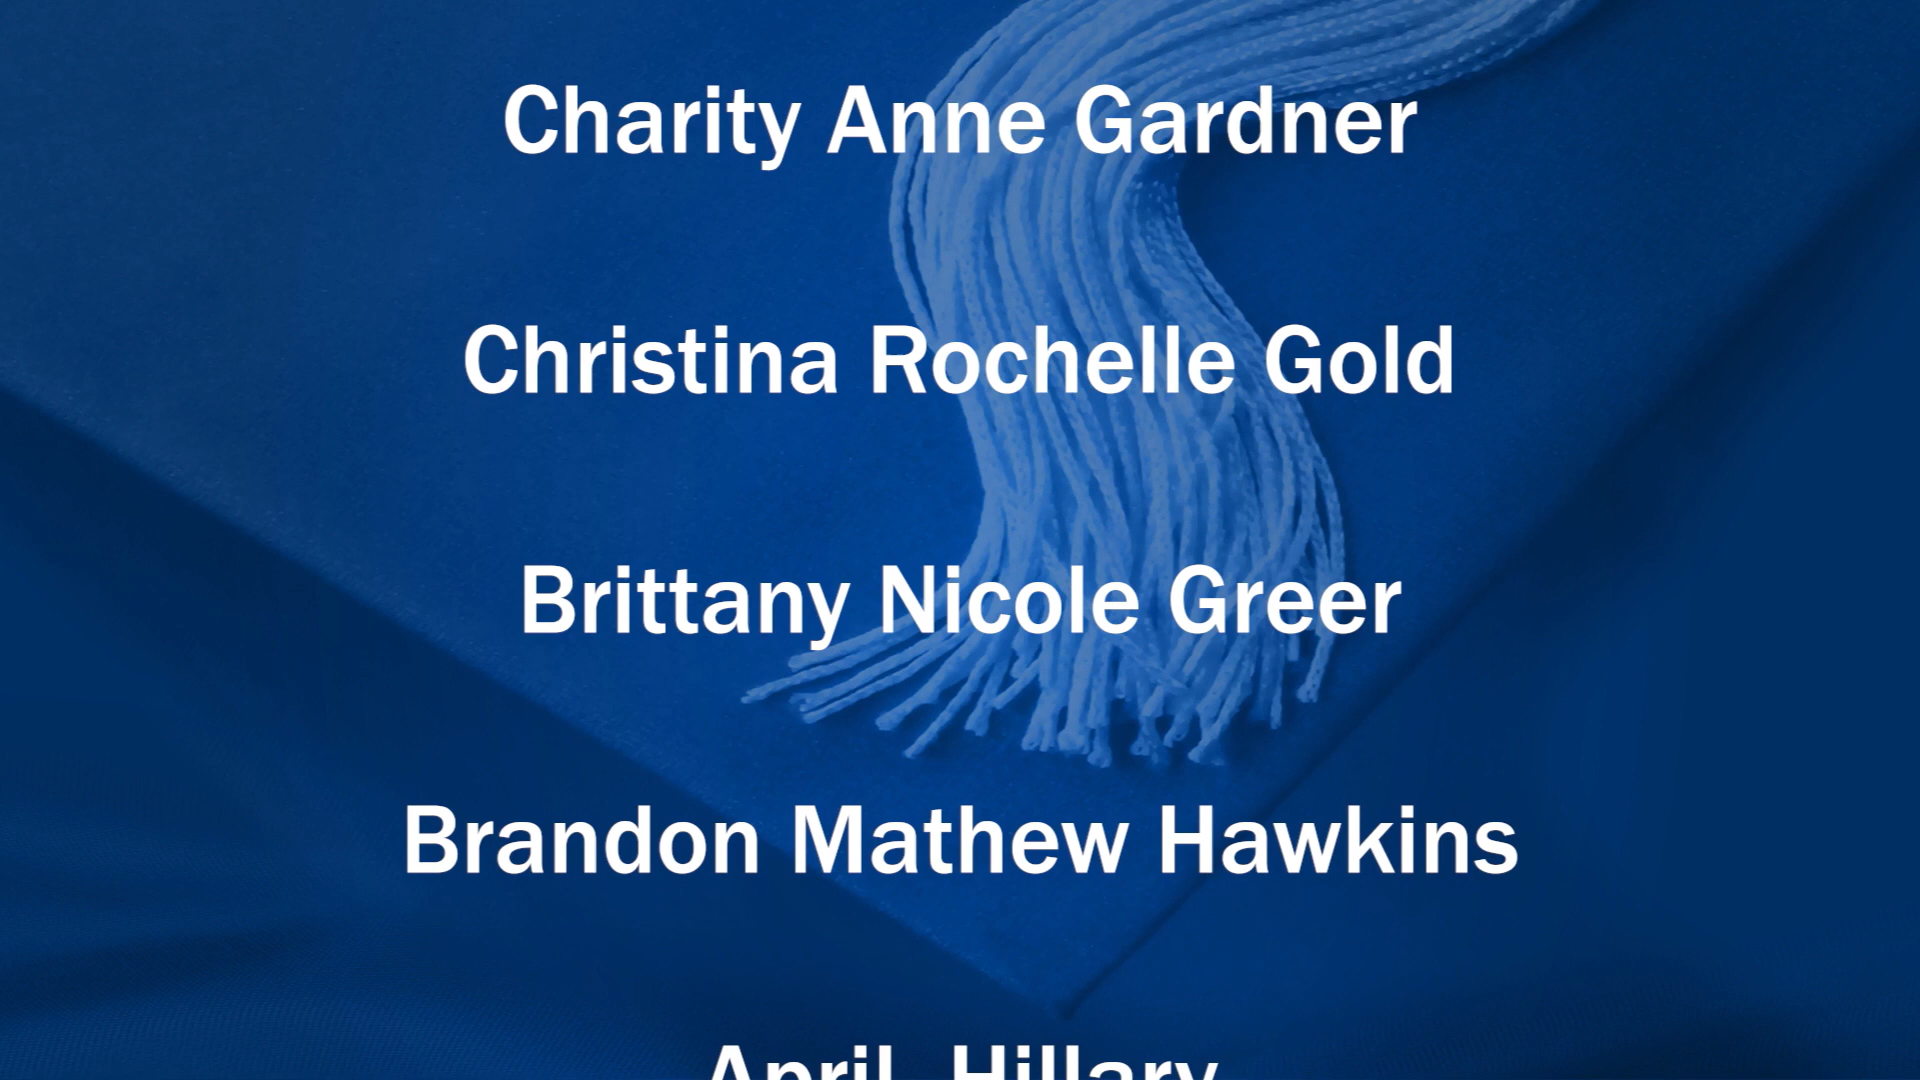 Charity Anne Gardner
Christina Rochelle Gold
Brittany Nicole Greer
Brandon Mathew Hawkins
April Hillary